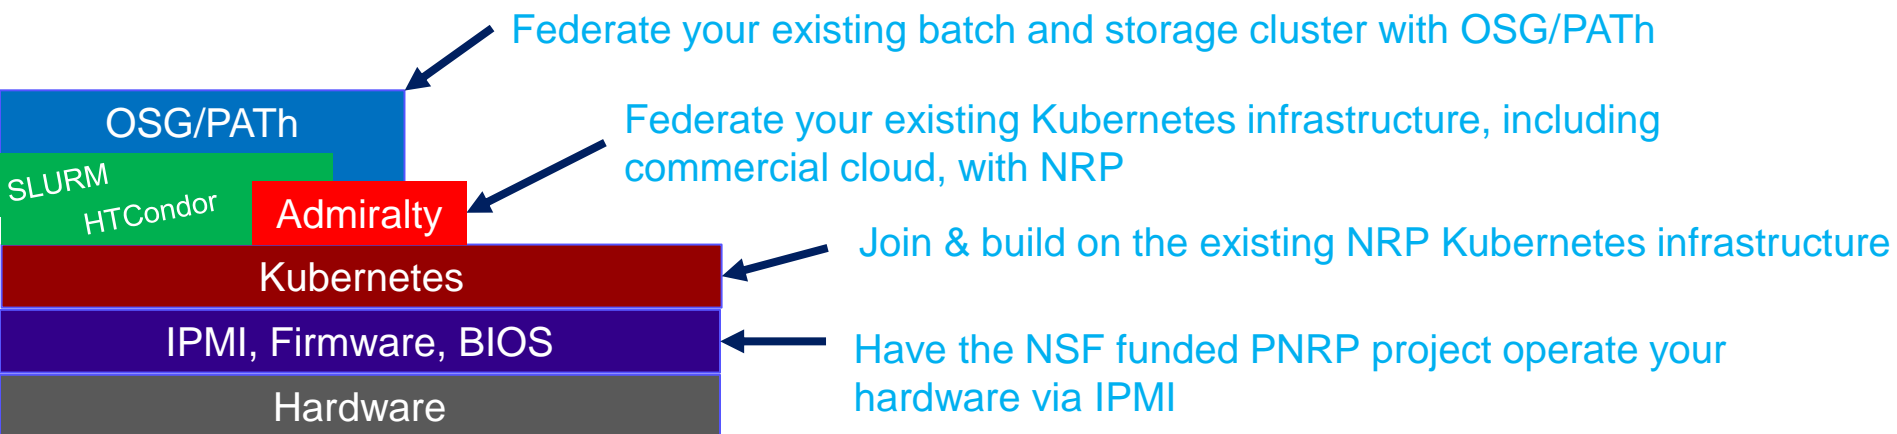 Federate your existing batch and storage cluster with OSG/PATh
OSG/PATh
Federate your existing Kubernetes infrastructure, including
commercial cloud, with NRP
SLURM
HTCondor
Admiralty
Join & build on the existing NRP Kubernetes infrastructure
Kubernetes
IPMI, Firmware, BIOS
Have the NSF funded PNRP project operate your
hardware via IPMI
Hardware